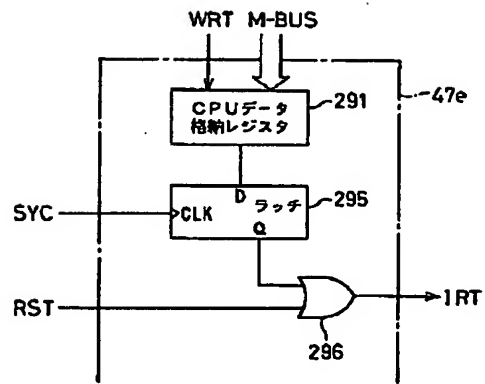 WRT M-BUS
CPUデータ
格納レジスタ
291
47e
D
ラッチ
295
SYC
CLK
Q
RST
IRT
296